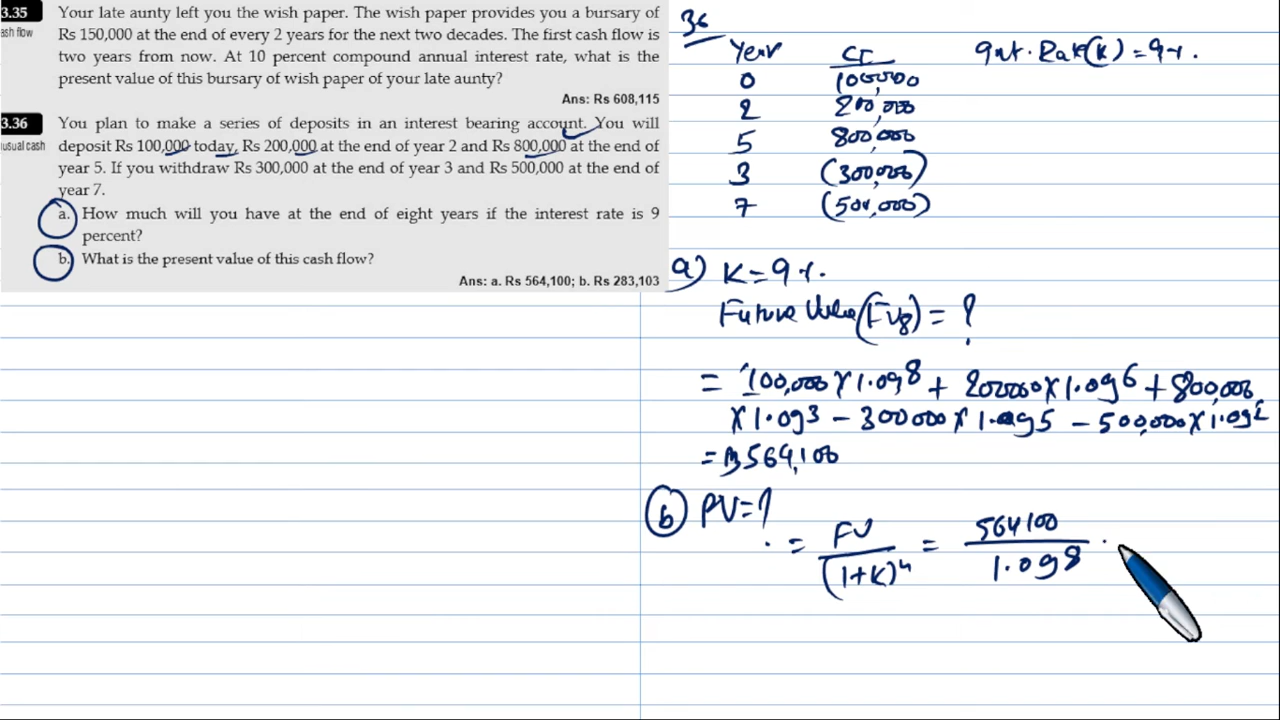 3.35
ash flow
Your late aunty left you the wish paper. The wish paper provides you a bursary of
Rs 150,000 at the end of every 2 years for the next two decades. The first cash flow is
two years from now. At 10 percent compound annual interest rate, what is the
present value of this bursary of wish paper of your late aunty?
Ans: Rs 608,115
3.36
usual cash
You plan to make a series of deposits in an interest bearing account. You will
deposit Rs 100,000 today, Rs 200,000 at the end of year 2 and Rs 800,000 at the end of
year 5. If you withdraw Rs 300,000 at the end of year 3 and Rs 500,000 at the end of
year 7.
a. How much will you have at the end of eight years if the interest rate is 9
percent?
b. What is the present value of this cash flow?
Ans: a. Rs 564,100; b. Rs 283,103
36
Year CF Int. Rate(k) = 9%.
0 100,000
2 200,000
5 800,000
3 (300,000)
7 (500,000)
a) K = 9%.
Future Value (FV8) = ?
= 100,000 × 1.09^8 + 200000 × 1.09^6 + 800,000
× 1.09^3 − 300000 × 1.09^5 − 500,000 × 1.09^1
= Rs 564,100
b) PV = ?
= FV/(1+K)^n = 564100/1.09^8